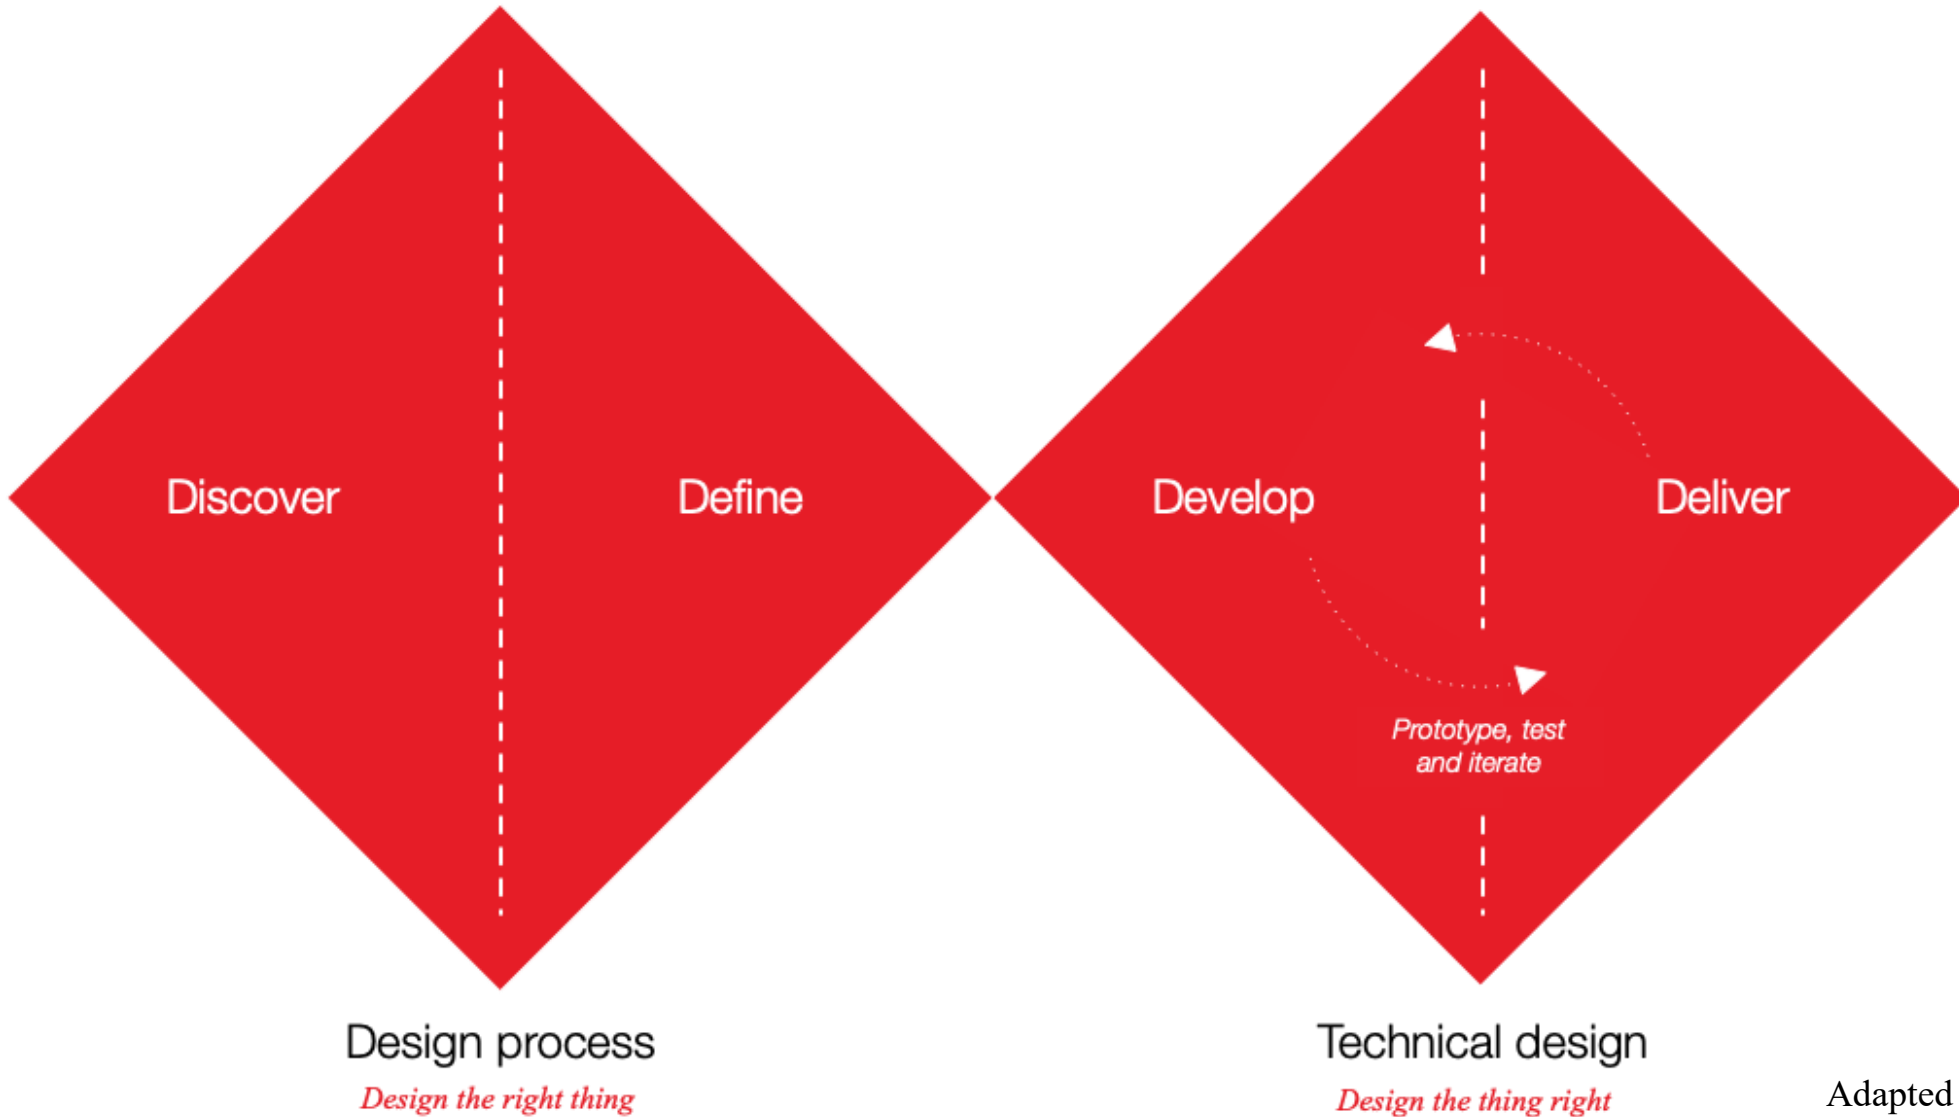 Discover
Define
Develop
Deliver
Prototype, test
and iterate
Design process
Design the right thing
Technical design
Design the thing right
Adapted